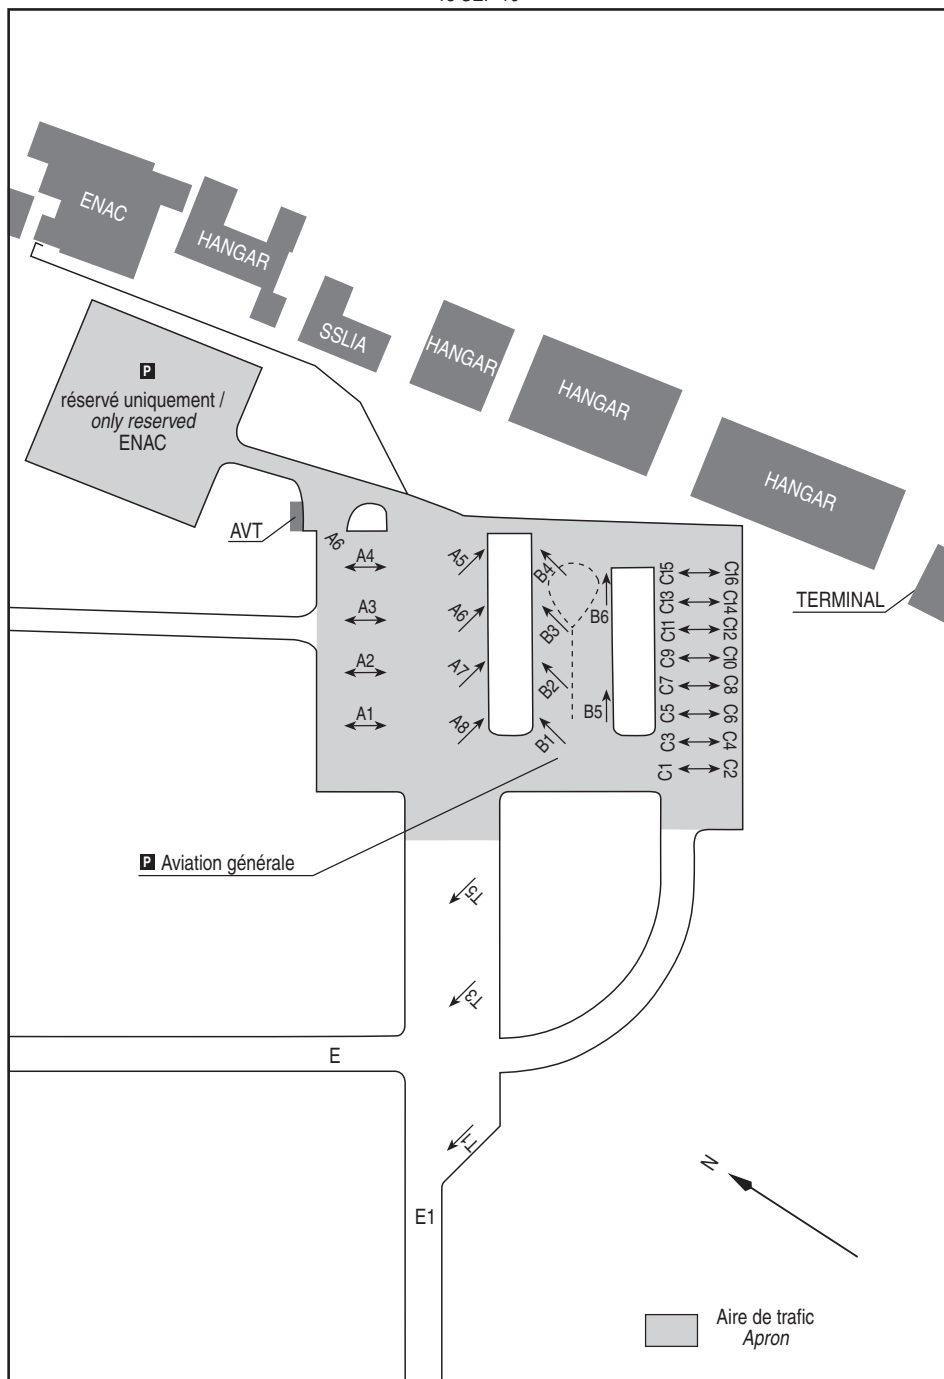 ENAC
HANGAR
SSLIA
HANGAR
HANGAR
HANGAR
TERMINAL
P
réservé uniquement /
only reserved
ENAC
AVT
A6
A4
A3
A2
A1
A5
A6
A7
A8
B4
B3
B2
B1
B6
B5
C15
C16
C13
C14
C11
C12
C9
C10
C7
C8
C5
C6
C3
C4
C1
C2
P Aviation générale
T5
T3
E
T1
E1
N
Aire de trafic
Apron